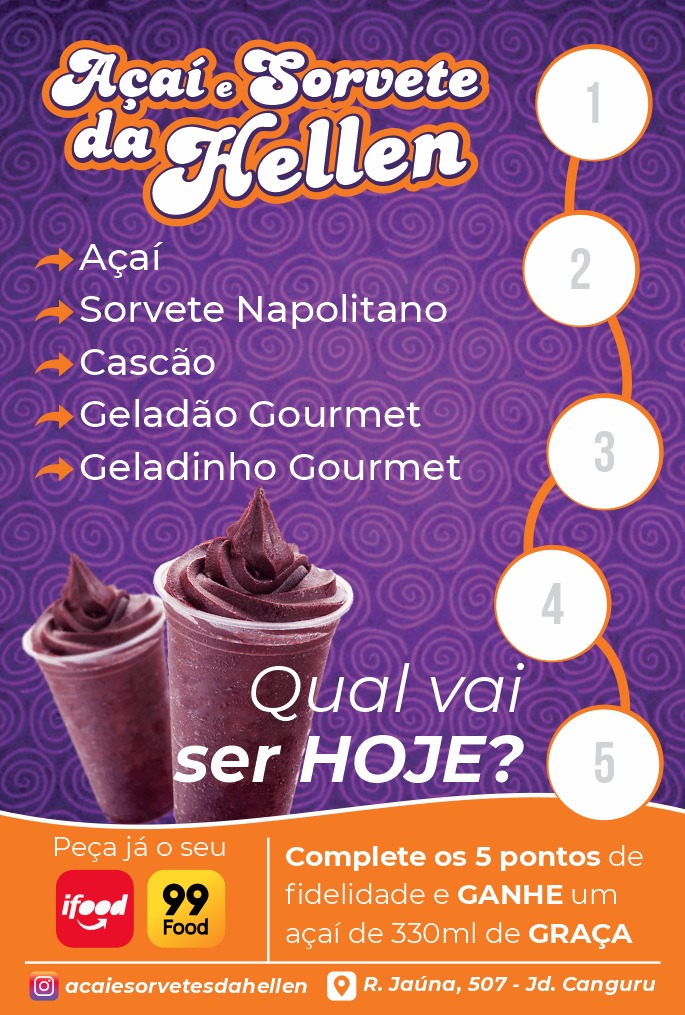 Açaí e Sorvete
da Hellen
Açaí
Sorvete Napolitano
Cascão
Geladão Gourmet
Geladinho Gourmet
1
2
3
4
5
Qual vai
ser HOJE?
Peça já o seu
ifood
99
Food
Complete os 5 pontos de
fidelidade e GANHE um
açaí de 330ml de GRAÇA
acaiesorvetesdahellen
R. Jaúna, 507 - Jd. Canguru